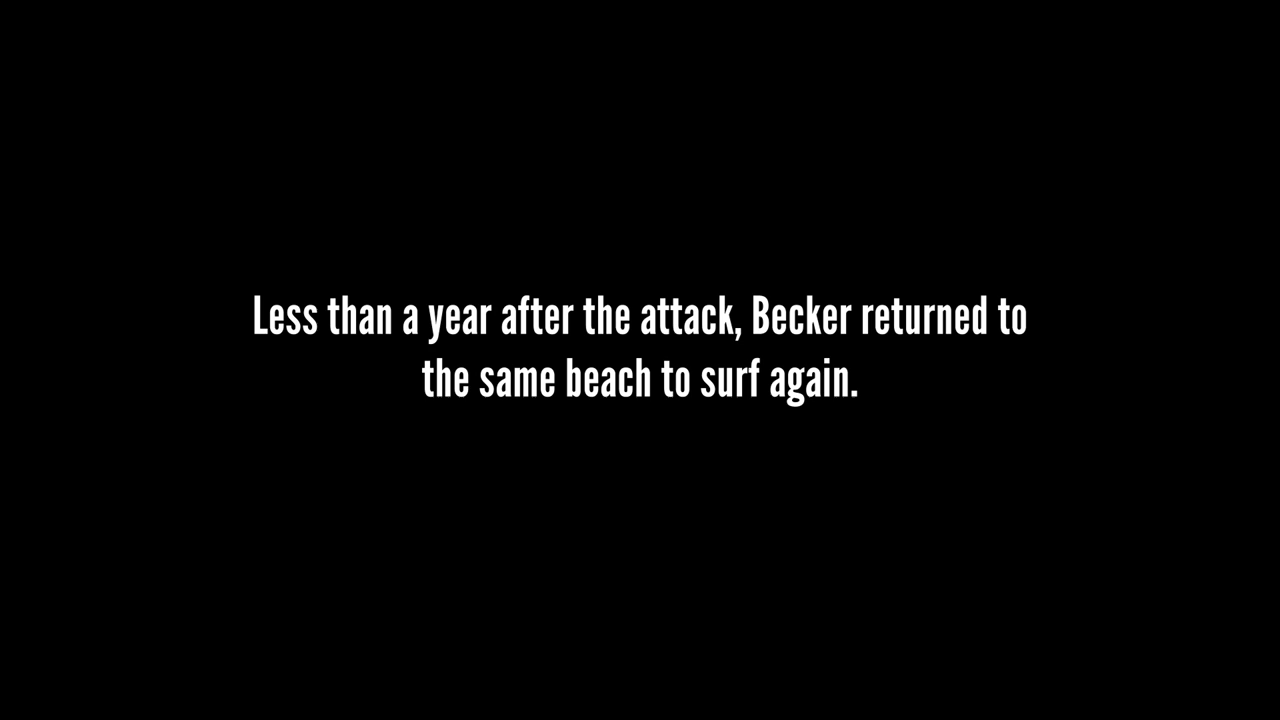 Less than a year after the attack, Becker returned to
the same beach to surf again.